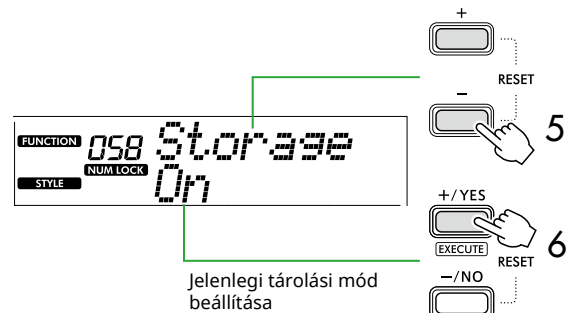 +
RESET
-
5
FUNCTION 058 Storage
NUM LOCK
STYLE On
+/YES
EXECUTE
6
RESET
-/NO
Jelenlegi tárolási mód
beállítása